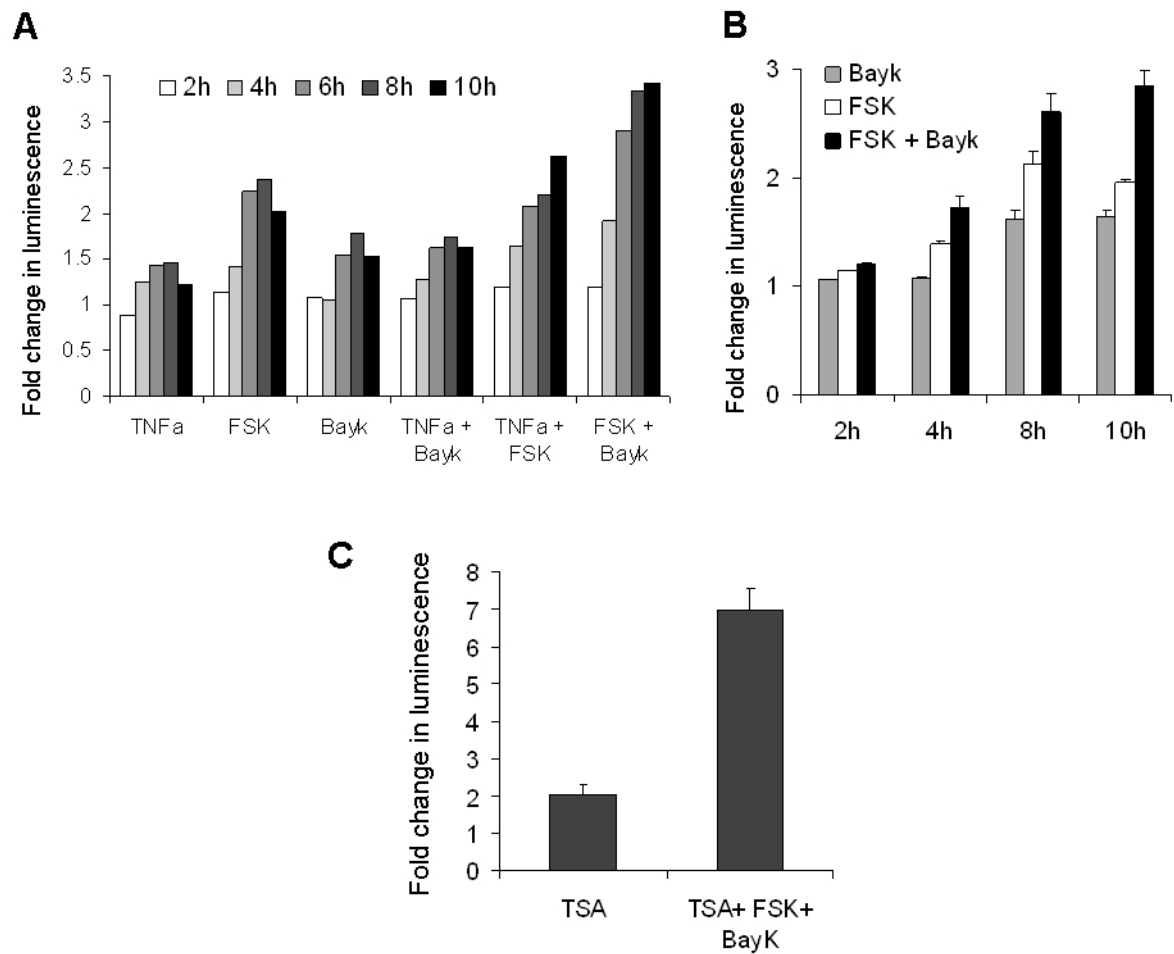 A
Fold change in luminescence
3.5
3
2.5
2
1.5
1
0.5
0
2h 4h 6h 8h 10h
TNFa
FSK
Bayk
TNFa +
Bayk
TNFa +
FSK
FSK +
Bayk
B
Fold change in luminescence
3
2
1
0
Bayk
FSK
FSK + Bayk
2h 4h 8h 10h
C
Fold change in luminescence
8
7
6
5
4
3
2
1
0
TSA
TSA+ FSK+
BayK